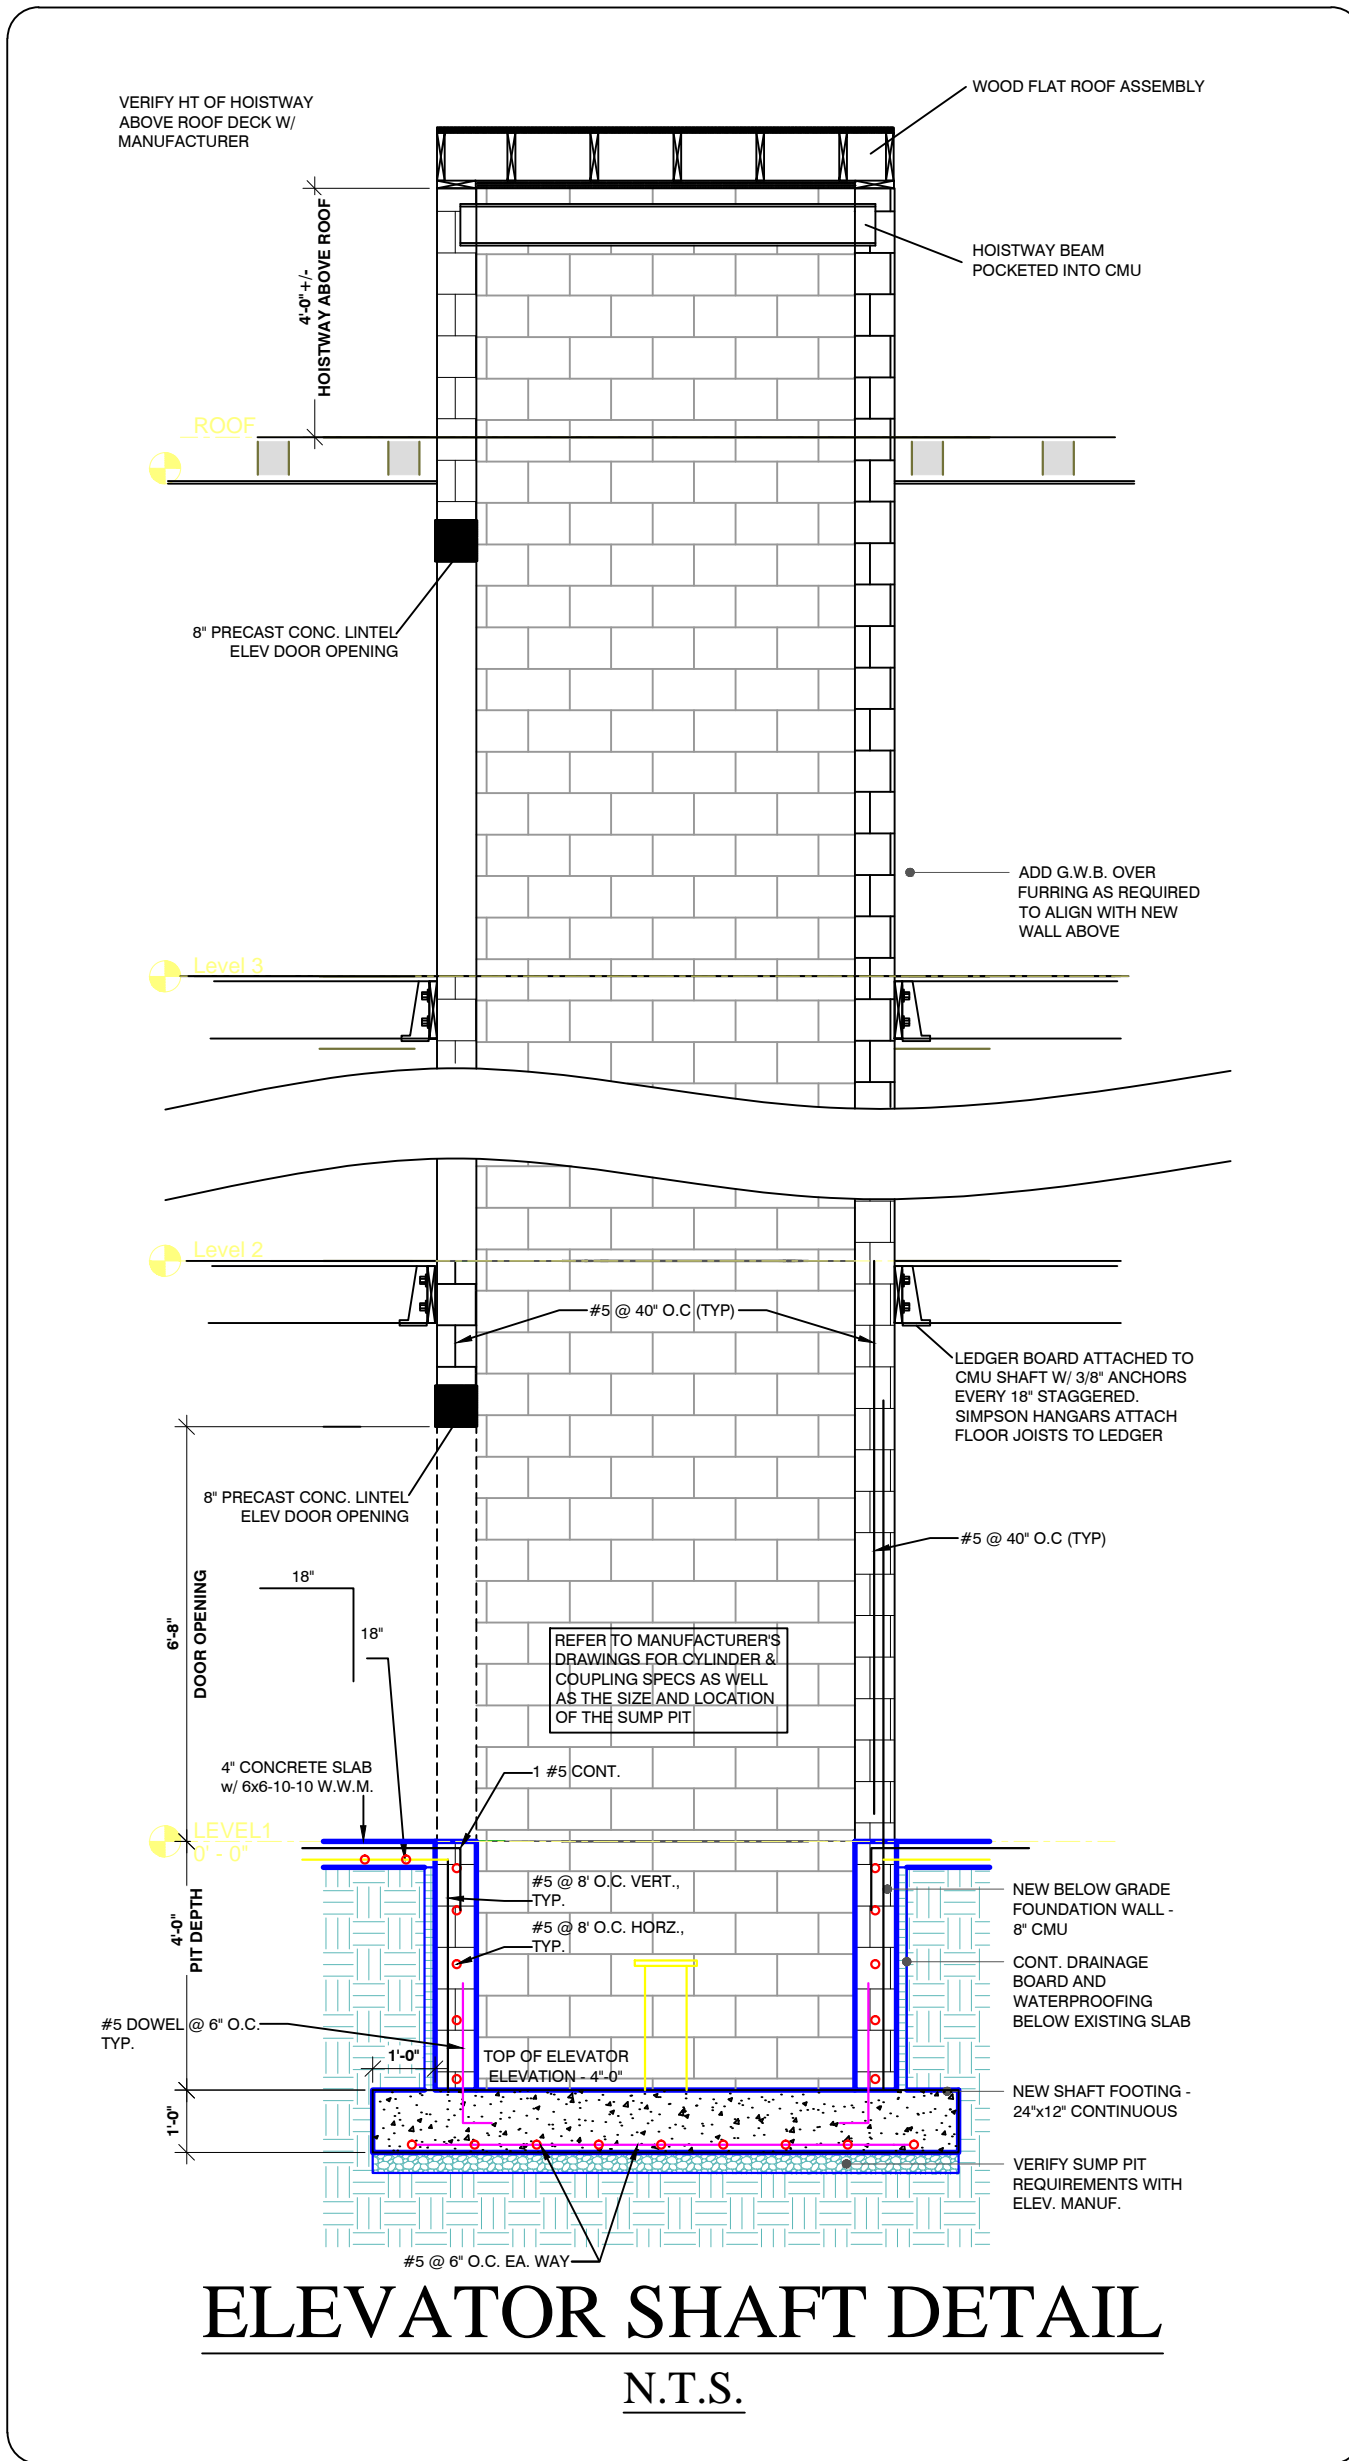 VERIFY HT OF HOISTWAY
ABOVE ROOF DECK W/
MANUFACTURER
WOOD FLAT ROOF ASSEMBLY
4'-0"+/-
HOISTWAY ABOVE ROOF
HOISTWAY BEAM
POCKETED INTO CMU
ROOF
8" PRECAST CONC. LINTEL
ELEV DOOR OPENING
ADD G.W.B. OVER
FURRING AS REQUIRED
TO ALIGN WITH NEW
WALL ABOVE
Level 3
Level 2
#5 @ 40" O.C (TYP)
LEDGER BOARD ATTACHED TO
CMU SHAFT W/ 3/8" ANCHORS
EVERY 18" STAGGERED.
SIMPSON HANGARS ATTACH
FLOOR JOISTS TO LEDGER
8" PRECAST CONC. LINTEL
ELEV DOOR OPENING
#5 @ 40" O.C (TYP)
18"
18"
6'-8"
DOOR OPENING
REFER TO MANUFACTURER'S
DRAWINGS FOR CYLINDER &
COUPLING SPECS AS WELL
AS THE SIZE AND LOCATION
OF THE SUMP PIT
4" CONCRETE SLAB
w/ 6x6-10-10 W.W.M.
1 #5 CONT.
LEVEL1
0' - 0"
#5 @ 8' O.C. VERT.,
TYP.
#5 @ 8' O.C. HORZ.,
TYP.
NEW BELOW GRADE
FOUNDATION WALL -
8" CMU
4'-0"
PIT DEPTH
CONT. DRAINAGE
BOARD AND
WATERPROOFING
BELOW EXISTING SLAB
#5 DOWEL @ 6" O.C.
TYP.
1'-0"
TOP OF ELEVATOR
ELEVATION - 4"-0"
1'-0"
NEW SHAFT FOOTING -
24"x12" CONTINUOUS
VERIFY SUMP PIT
REQUIREMENTS WITH
ELEV. MANUF.
#5 @ 6" O.C. EA. WAY
ELEVATOR SHAFT DETAIL
N.T.S.